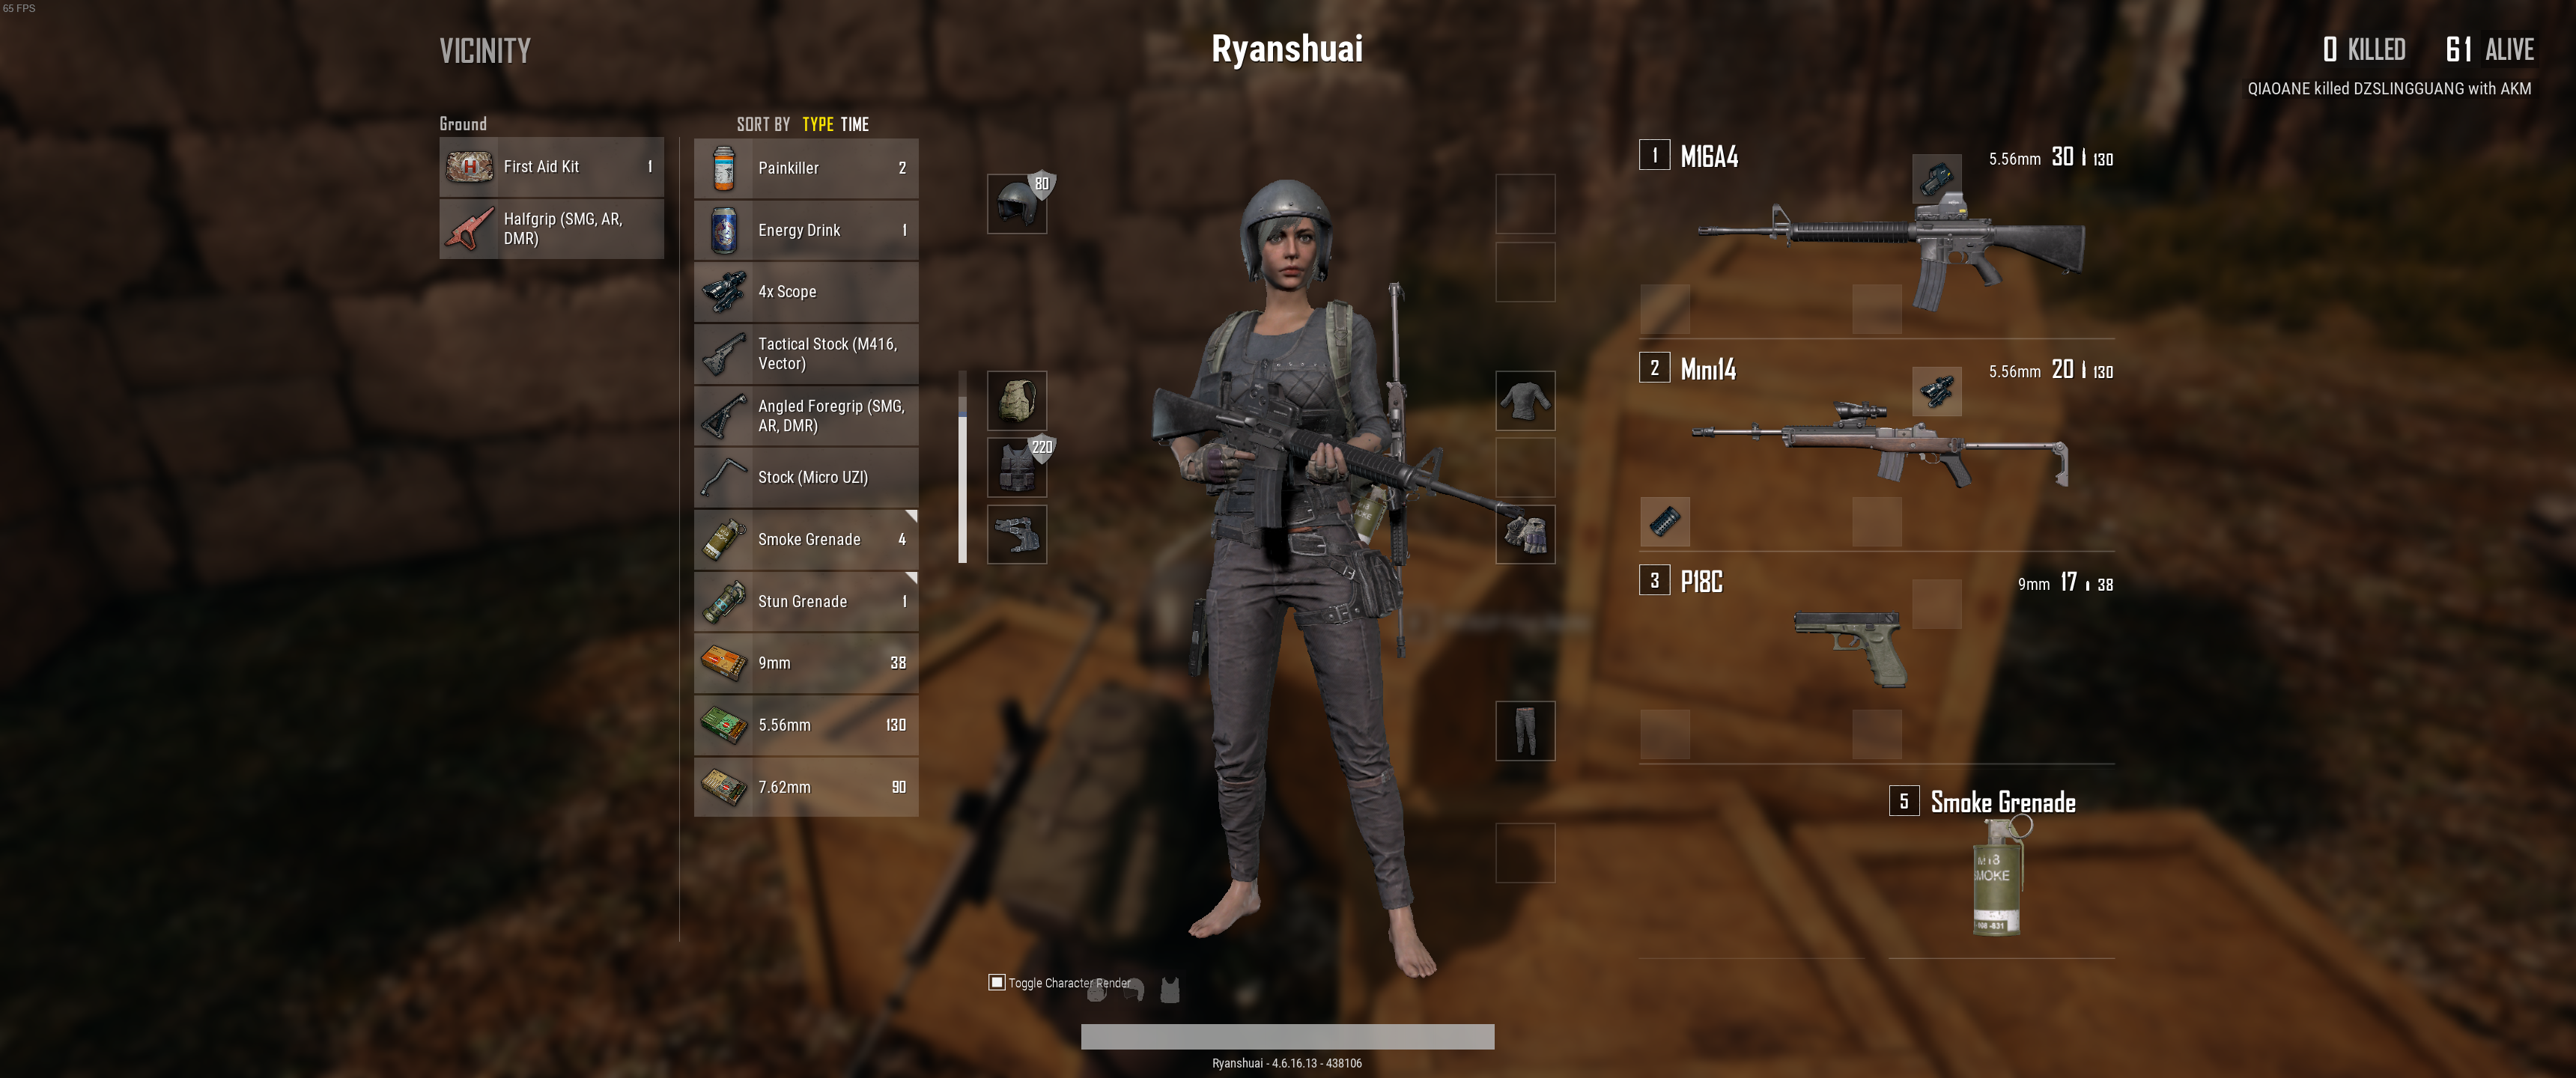 65 FPS
VICINITY
Ryanshuai
0 KILLED 61 ALIVE
QIAOANE killed DZSLINGGUANG with AKM
Ground
First Aid Kit 1
Halfgrip (SMG, AR,
DMR)
SORT BY TYPE TIME
Painkiller 2
Energy Drink 1
4x Scope
Tactical Stock (M416,
Vector)
Angled Foregrip (SMG,
AR, DMR)
Stock (Micro UZI)
Smoke Grenade 4
Stun Grenade 1
9mm 38
5.56mm 130
7.62mm 90
80
220
1 M16A4 5.56mm 30 130
2 Mini14 5.56mm 20 130
3 P18C 9mm 17 38
5 Smoke Grenade
M18
SMOKE
Toggle Character Render
Ryanshuai - 4.6.16.13 - 438106